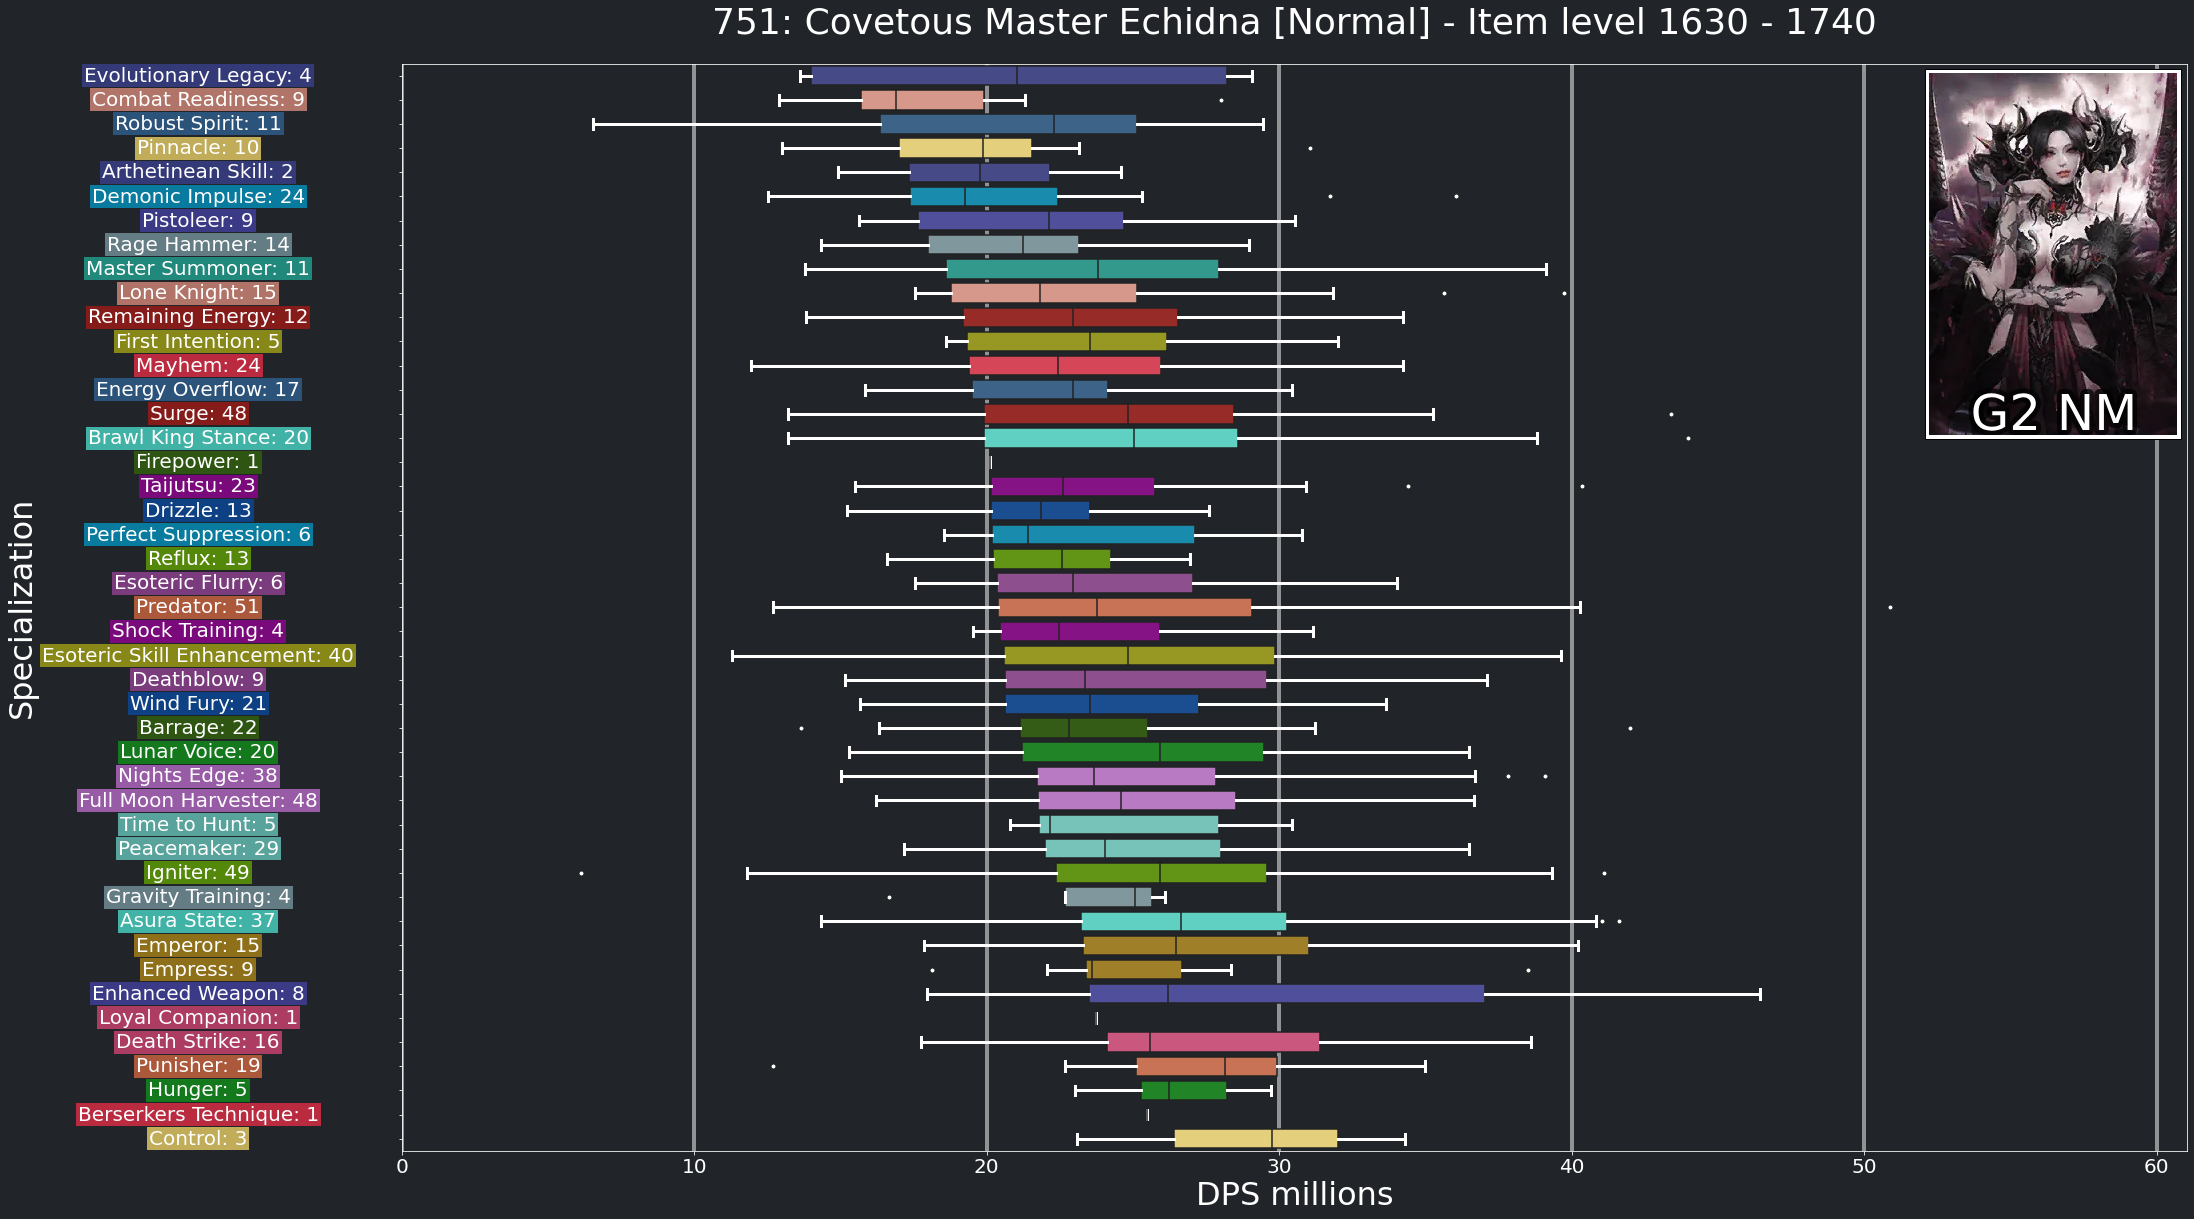 751: Covetous Master Echidna [Normal] - Item level 1630 - 1740
Evolutionary Legacy: 4
Combat Readiness: 9
Robust Spirit: 11
Pinnacle: 10
Arthetinean Skill: 2
Demonic Impulse: 24
Pistoleer: 9
Rage Hammer: 14
Master Summoner: 11
Lone Knight: 15
Remaining Energy: 12
First Intention: 5
Mayhem: 24
Energy Overflow: 17
Surge: 48
Brawl King Stance: 20
Firepower: 1
Taijutsu: 23
Drizzle: 13
Perfect Suppression: 6
Reflux: 13
Esoteric Flurry: 6
Predator: 51
Shock Training: 4
Esoteric Skill Enhancement: 40
Deathblow: 9
Wind Fury: 21
Barrage: 22
Lunar Voice: 20
Nights Edge: 38
Full Moon Harvester: 48
Time to Hunt: 5
Peacemaker: 29
Igniter: 49
Gravity Training: 4
Asura State: 37
Emperor: 15
Empress: 9
Enhanced Weapon: 8
Loyal Companion: 1
Death Strike: 16
Punisher: 19
Hunger: 5
Berserkers Technique: 1
Control: 3
Specialization
G2 NM
0 10 20 30 40 50 60
DPS millions